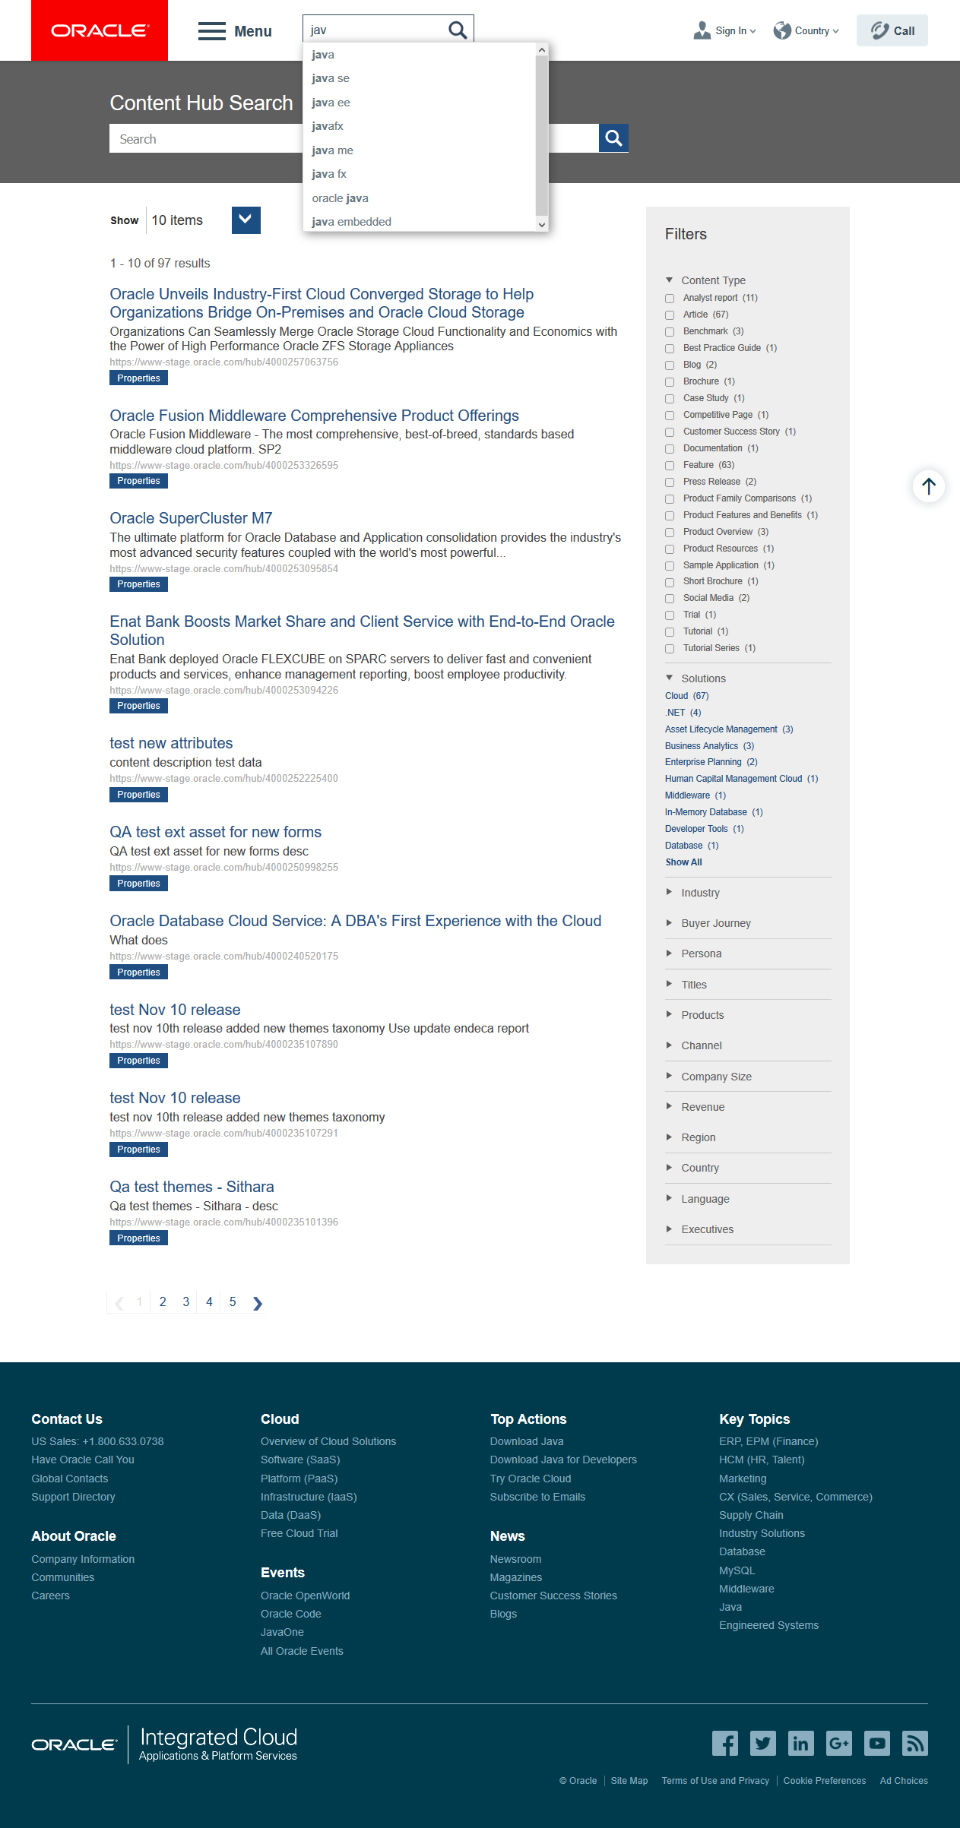 ORACLE
Menu
jav
Sign In
Country
Call
java
java se
java ee
javafx
java me
java fx
oracle java
java embedded
Content Hub Search
Search
Show 10 items
1 - 10 of 97 results
Oracle Unveils Industry-First Cloud Converged Storage to Help
Organizations Bridge On-Premises and Oracle Cloud Storage
Organizations Can Seamlessly Merge Oracle Storage Cloud Functionality and Economics with
the Power of High Performance Oracle ZFS Storage Appliances
https://www-stage.oracle.com/hub/4000257063756
Properties
Oracle Fusion Middleware Comprehensive Product Offerings
Oracle Fusion Middleware - The most comprehensive, best-of-breed, standards based
middleware cloud platform. SP2
https://www-stage.oracle.com/hub/4000253326595
Properties
Oracle SuperCluster M7
The ultimate platform for Oracle Database and Application consolidation provides the industry's
most advanced security features coupled with the world's most powerful...
https://www-stage.oracle.com/hub/4000253095854
Properties
Enat Bank Boosts Market Share and Client Service with End-to-End Oracle
Solution
Enat Bank deployed Oracle FLEXCUBE on SPARC servers to deliver fast and convenient
products and services, enhance management reporting, boost employee productivity.
https://www-stage.oracle.com/hub/4000253094226
Properties
test new attributes
content description test data
https://www-stage.oracle.com/hub/4000252225400
Properties
QA test ext asset for new forms
QA test ext asset for new forms desc
https://www-stage.oracle.com/hub/4000250998255
Properties
Oracle Database Cloud Service: A DBA's First Experience with the Cloud
What does
https://www-stage.oracle.com/hub/4000240520175
Properties
test Nov 10 release
test nov 10th release added new themes taxonomy Use update endeca report
https://www-stage.oracle.com/hub/4000235107890
Properties
test Nov 10 release
test nov 10th release added new themes taxonomy
https://www-stage.oracle.com/hub/4000235107291
Properties
Qa test themes - Sithara
Qa test themes - Sithara - desc
https://www-stage.oracle.com/hub/4000235101396
Properties
1 2 3 4 5
Filters
Content Type
Analyst report (11)
Article (67)
Benchmark (3)
Best Practice Guide (1)
Blog (2)
Brochure (1)
Case Study (1)
Competitive Page (1)
Customer Success Story (1)
Documentation (1)
Feature (63)
Press Release (2)
Product Family Comparisons (1)
Product Features and Benefits (1)
Product Overview (3)
Product Resources (1)
Sample Application (1)
Short Brochure (1)
Social Media (2)
Trial (1)
Tutorial (1)
Tutorial Series (1)
Solutions
Cloud (67)
.NET (4)
Asset Lifecycle Management (3)
Business Analytics (3)
Enterprise Planning (2)
Human Capital Management Cloud (1)
Middleware (1)
In-Memory Database (1)
Developer Tools (1)
Database (1)
Show All
Industry
Buyer Journey
Persona
Titles
Products
Channel
Company Size
Revenue
Region
Country
Language
Executives
Contact Us
US Sales: +1.800.633.0738
Have Oracle Call You
Global Contacts
Support Directory
About Oracle
Company Information
Communities
Careers
Cloud
Overview of Cloud Solutions
Software (SaaS)
Platform (PaaS)
Infrastructure (IaaS)
Data (DaaS)
Free Cloud Trial
Events
Oracle OpenWorld
Oracle Code
JavaOne
All Oracle Events
Top Actions
Download Java
Download Java for Developers
Try Oracle Cloud
Subscribe to Emails
News
Newsroom
Magazines
Customer Success Stories
Blogs
Key Topics
ERP, EPM (Finance)
HCM (HR, Talent)
Marketing
CX (Sales, Service, Commerce)
Supply Chain
Industry Solutions
Database
MySQL
Middleware
Java
Engineered Systems
ORACLE
Integrated Cloud
Applications & Platform Services
© Oracle | Site Map Terms of Use and Privacy | Cookie Preferences Ad Choices